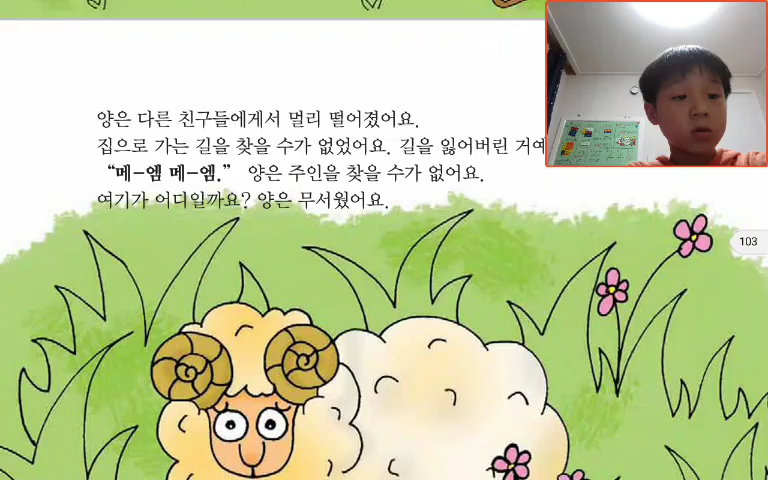 양은 다른 친구들에게서 멀리 떨어졌어요.
집으로 가는 길을 찾을 수가 없었어요. 길을 잃어버린 거예
“메－엠 메－엠.” 양은 주인을 찾을 수가 없어요.
여기가 어디일까요? 양은 무서웠어요.
103